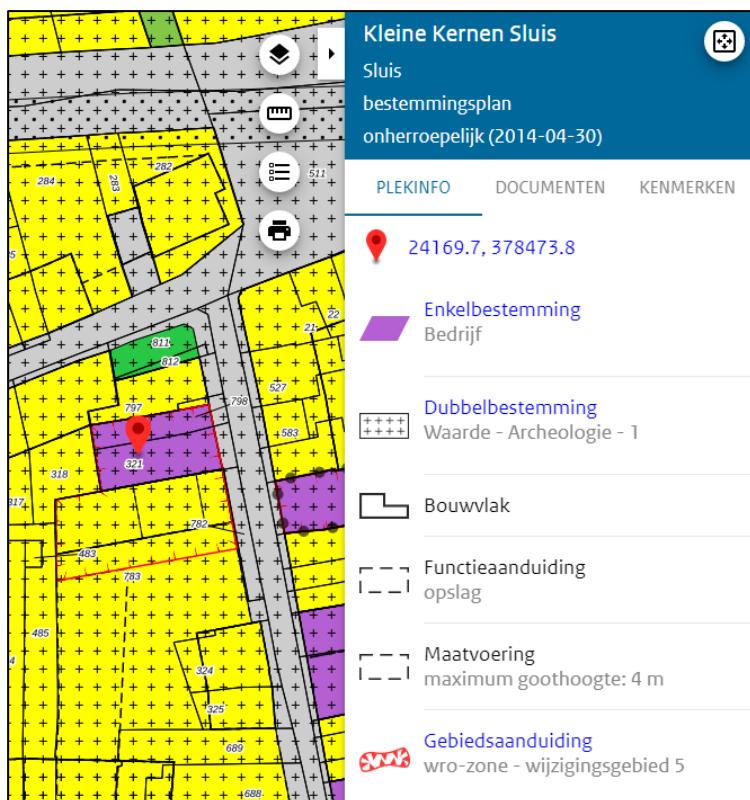 Kleine Kernen Sluis
Sluis
bestemmingsplan
onherroepelijk (2014-04-30)
PLEKINFO DOCUMENTEN KENMERKEN
24169.7, 378473.8
Enkelbestemming
Bedrijf
Dubbelbestemming
Waarde - Archeologie - 1
Bouwvlak
Functieaanduiding
opslag
Maatvoering
maximum goothoogte: 4 m
Gebiedsaanduiding
wro-zone - wijzigingsgebied 5
282
284
283
511
22
21
811
812
527
797
798
583
321
318
317
782
483
783
485
324
325
689
688